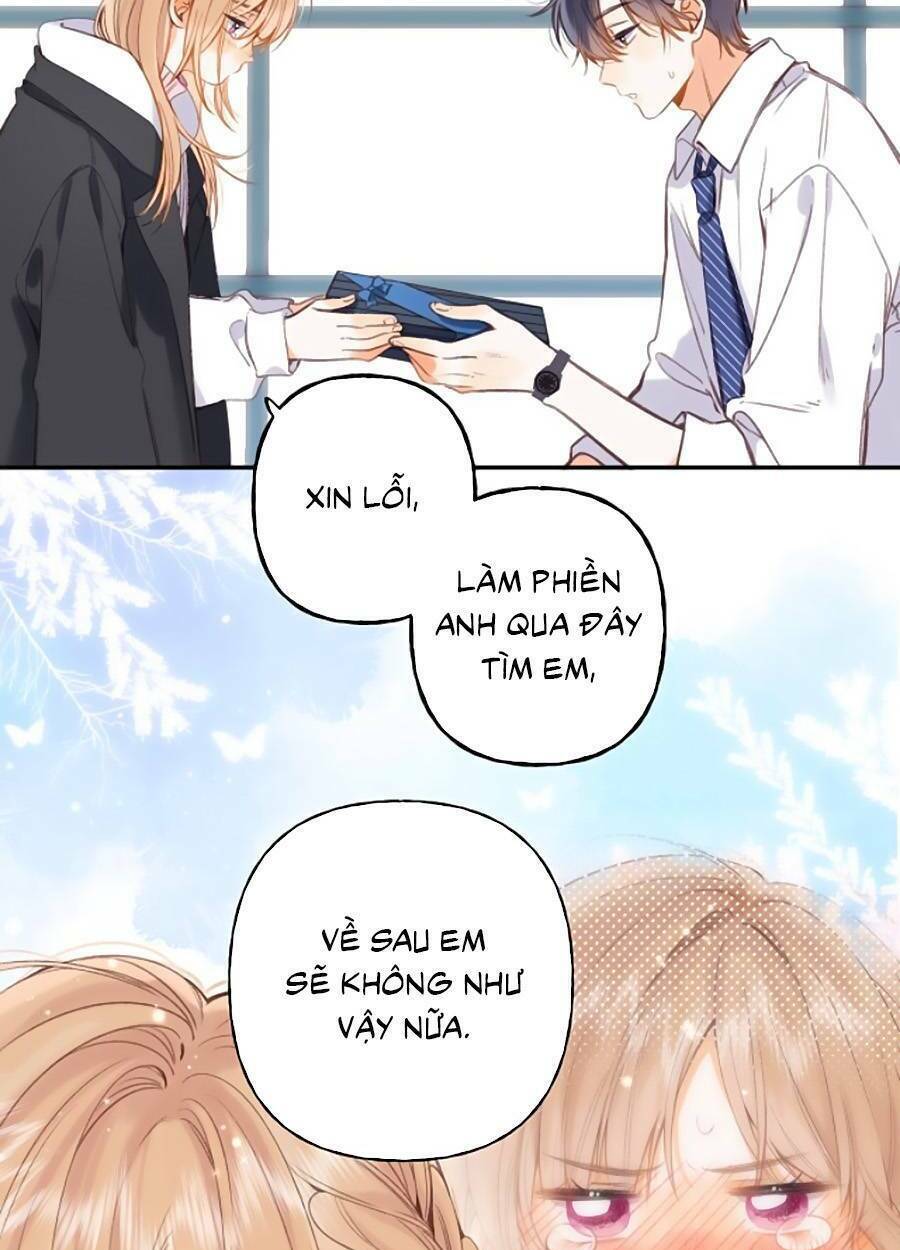 XIN LỖI,
LÀM PHIỀN
ANH QUA ĐÂY
TÌM EM,
VỀ SAU EM
SẼ KHÔNG NHƯ
VẬY NỮA.